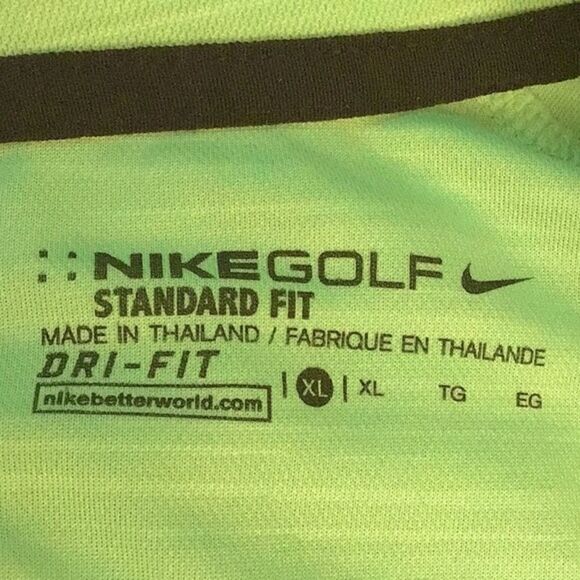 NIKEGOLF
STANDARD FIT
MADE IN THAILAND / FABRIQUE EN THAILANDE
DRI-FIT
nikebetterworld.com | XL | XL TG EG